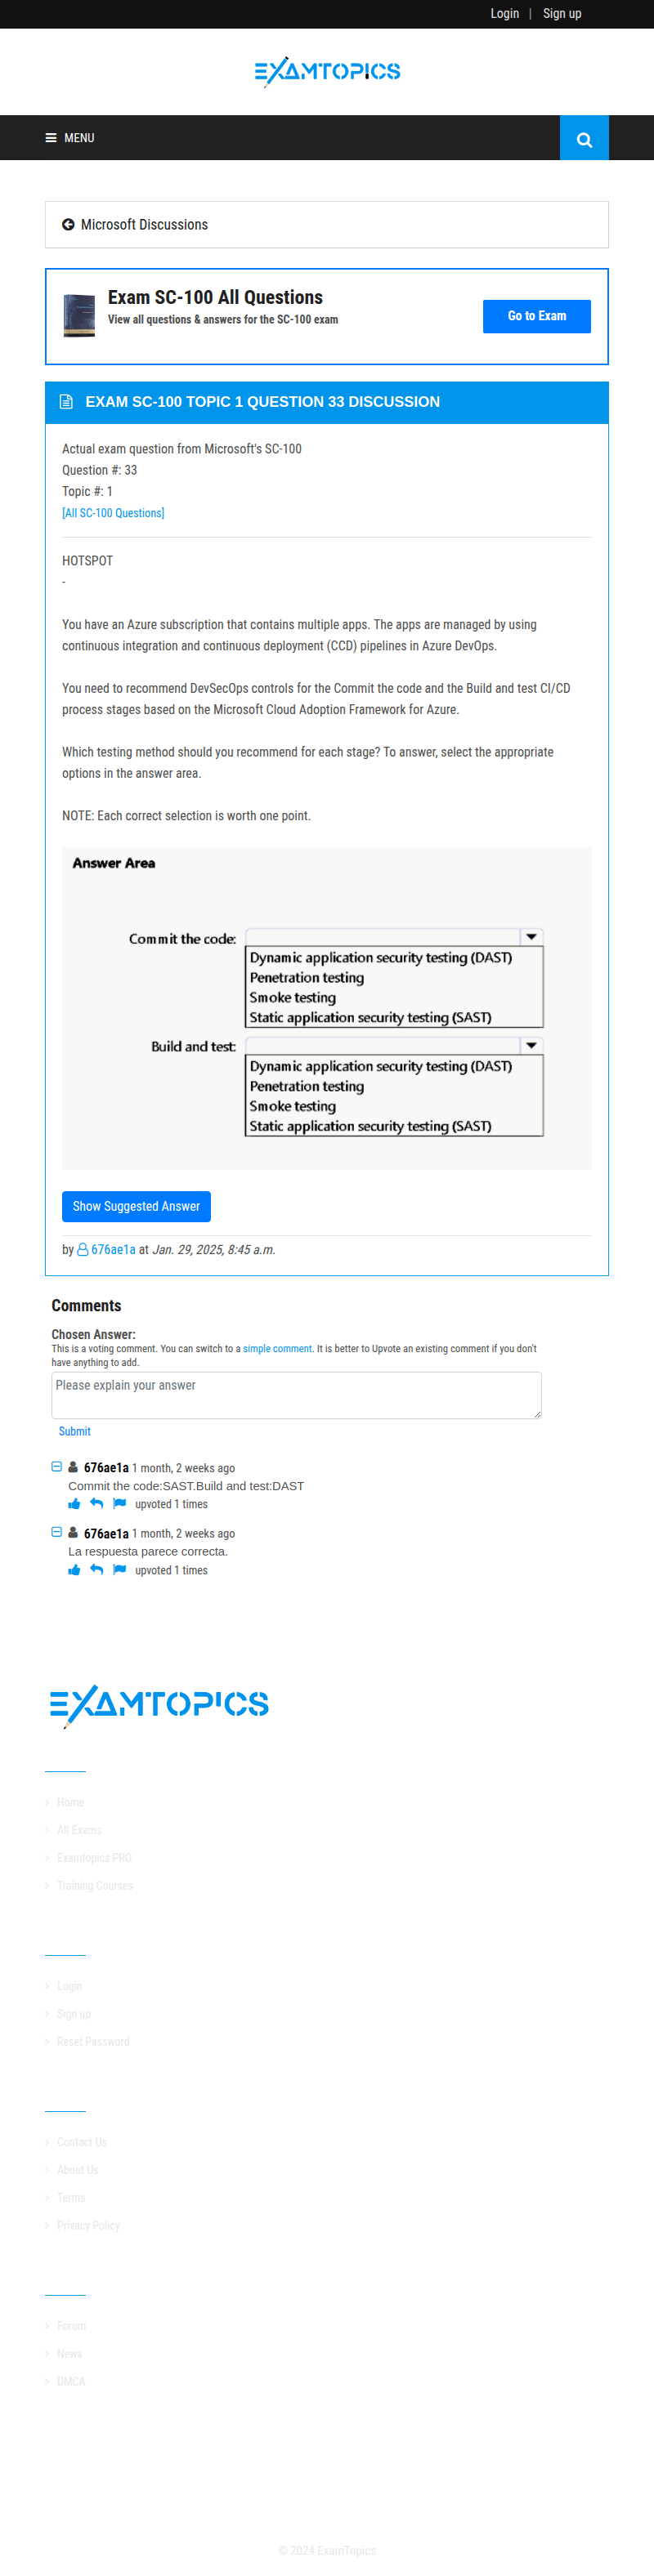 Login | Sign up
EXAMTOPICS
MENU
Microsoft Discussions
Exam SC-100 All Questions
View all questions & answers for the SC-100 exam
Go to Exam
EXAM SC-100 TOPIC 1 QUESTION 33 DISCUSSION
Actual exam question from Microsoft's SC-100
Question #: 33
Topic #: 1
[All SC-100 Questions]
HOTSPOT
-
You have an Azure subscription that contains multiple apps. The apps are managed by using
continuous integration and continuous deployment (CCD) pipelines in Azure DevOps.
You need to recommend DevSecOps controls for the Commit the code and the Build and test CI/CD
process stages based on the Microsoft Cloud Adoption Framework for Azure.
Which testing method should you recommend for each stage? To answer, select the appropriate
options in the answer area.
NOTE: Each correct selection is worth one point.
Answer Area
Commit the code:
Dynamic application security testing (DAST)
Penetration testing
Smoke testing
Static application security testing (SAST)
Build and test:
Dynamic application security testing (DAST)
Penetration testing
Smoke testing
Static application security testing (SAST)
Show Suggested Answer
by 676ae1a at Jan. 29, 2025, 8:45 a.m.
Comments
Chosen Answer:
This is a voting comment. You can switch to a simple comment. It is better to Upvote an existing comment if you don't
have anything to add.
Please explain your answer
Submit
676ae1a 1 month, 2 weeks ago
Commit the code:SAST.Build and test:DAST
upvoted 1 times
676ae1a 1 month, 2 weeks ago
La respuesta parece correcta.
upvoted 1 times
EXAMTOPICS
Home
All Exams
Examtopics PRO
Training Courses
Login
Sign up
Reset Password
Contact Us
About Us
Terms
Privacy Policy
Forum
News
DMCA
© 2024 ExamTopics